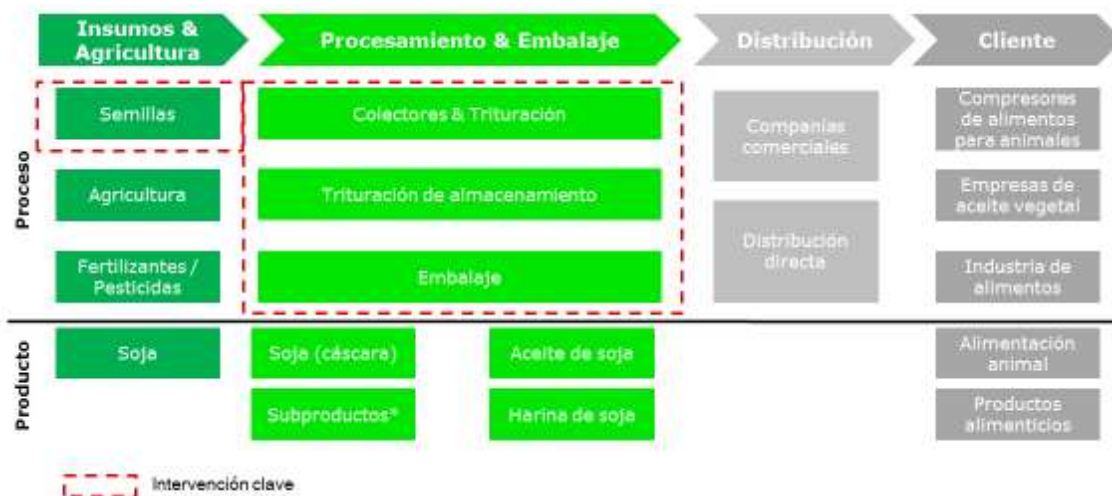 Insumos &
Agricultura
Procesamiento & Embalaje
Distribución
Cliente
Proceso
Semillas
Colectores & Trituración
Companías
comerciales
Compresores
de alimentos
para animales
Agricultura
Trituración de almacenamiento
Empresas de
aceite vegetal
Distribución
directa
Fertilizantes /
Pesticidas
Embalaje
Industria de
alimentos
Producto
Soja
Soja (cáscara)
Aceite de soja
Alimentación
animal
Subproductos*
Harina de soja
Productos
alimenticios
Intervención clave